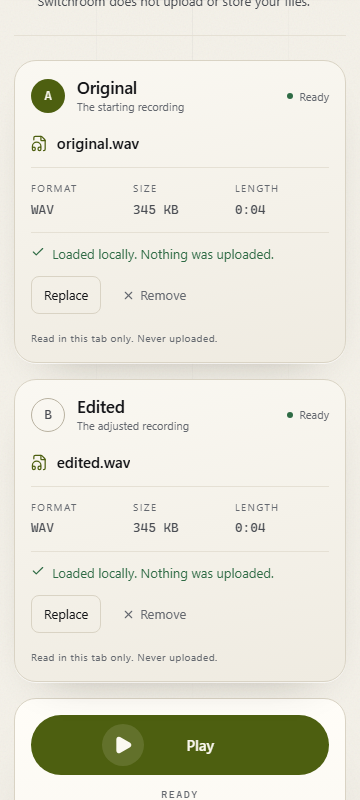 Switchroom does not upload or store your files.
A
Original
The starting recording
Ready
original.wav
FORMAT SIZE LENGTH
WAV 345 KB 0:04
Loaded locally. Nothing was uploaded.
Replace Remove
Read in this tab only. Never uploaded.
B
Edited
The adjusted recording
Ready
edited.wav
FORMAT SIZE LENGTH
WAV 345 KB 0:04
Loaded locally. Nothing was uploaded.
Replace Remove
Read in this tab only. Never uploaded.
Play
READY